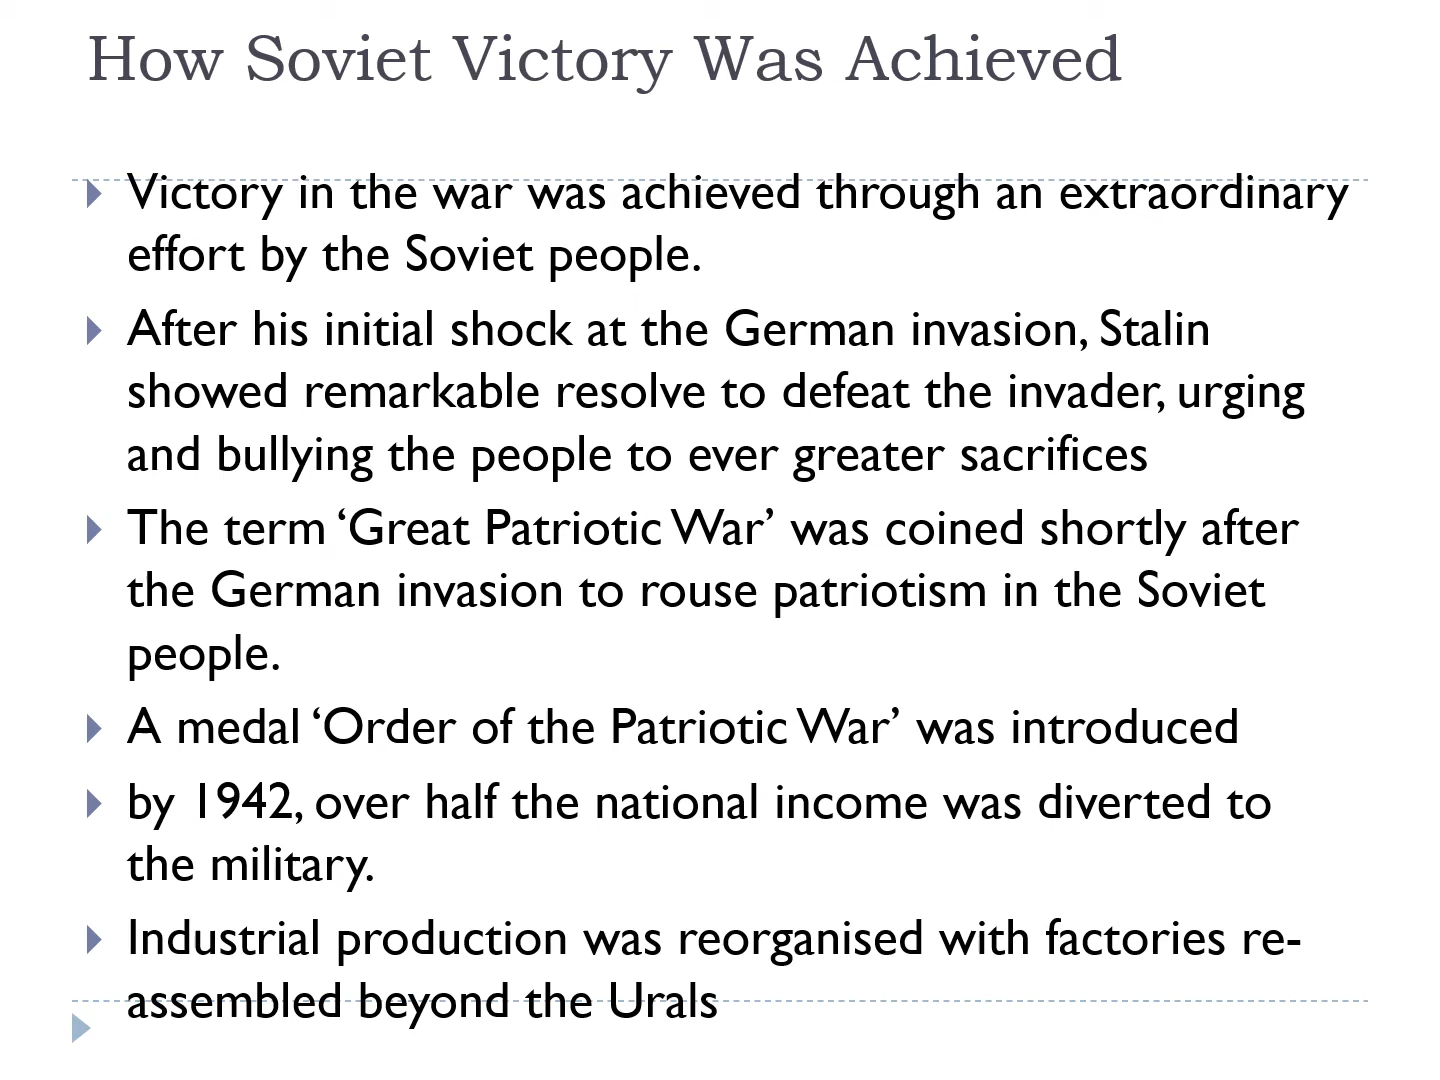 How Soviet Victory Was Achieved
Victory in the war was achieved through an extraordinary
effort by the Soviet people.
After his initial shock at the German invasion, Stalin
showed remarkable resolve to defeat the invader, urging
and bullying the people to ever greater sacrifices
The term ‘Great Patriotic War’ was coined shortly after
the German invasion to rouse patriotism in the Soviet
people.
A medal ‘Order of the Patriotic War’ was introduced
by 1942, over half the national income was diverted to
the military.
Industrial production was reorganised with factories re-
assembled beyond the Urals